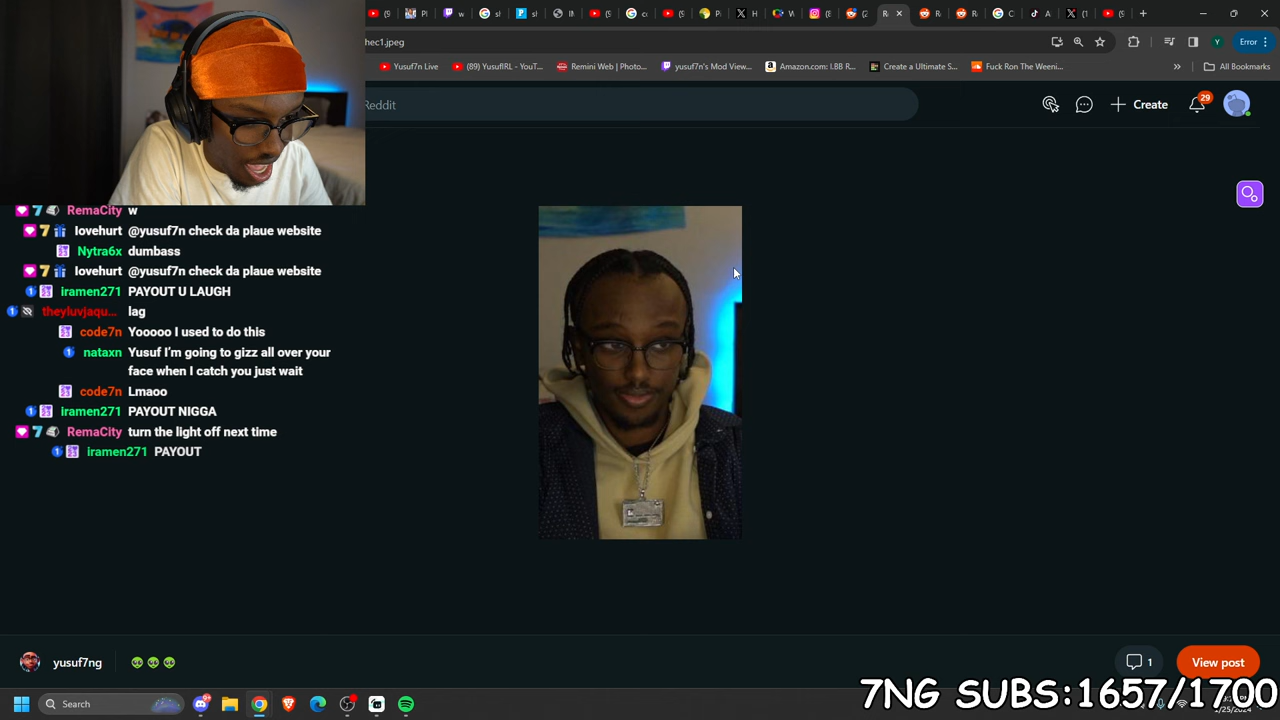 hec1.jpeg
Error
Yusuf7n Live
(89) YusufIRL - YouT...
Remini Web | Photo...
yusuf7n's Mod View...
Amazon.com: I.BB R...
Create a Ultimate S...
Fuck Ron The Weeni...
All Bookmarks
Reddit
Create
29
RemaCity w
lovehurt @yusuf7n check da plaue website
Nytra6x dumbass
lovehurt @yusuf7n check da plaue website
iramen271 PAYOUT U LAUGH
theyluvjaqu... lag
code7n Yooooo I used to do this
nataxn Yusuf I'm going to gizz all over your
face when I catch you just wait
code7n Lmaoo
iramen271 PAYOUT NIGGA
RemaCity turn the light off next time
iramen271 PAYOUT
yusuf7ng
1
View post
Search
1/25/2024
7NG SUBS:1657/1700